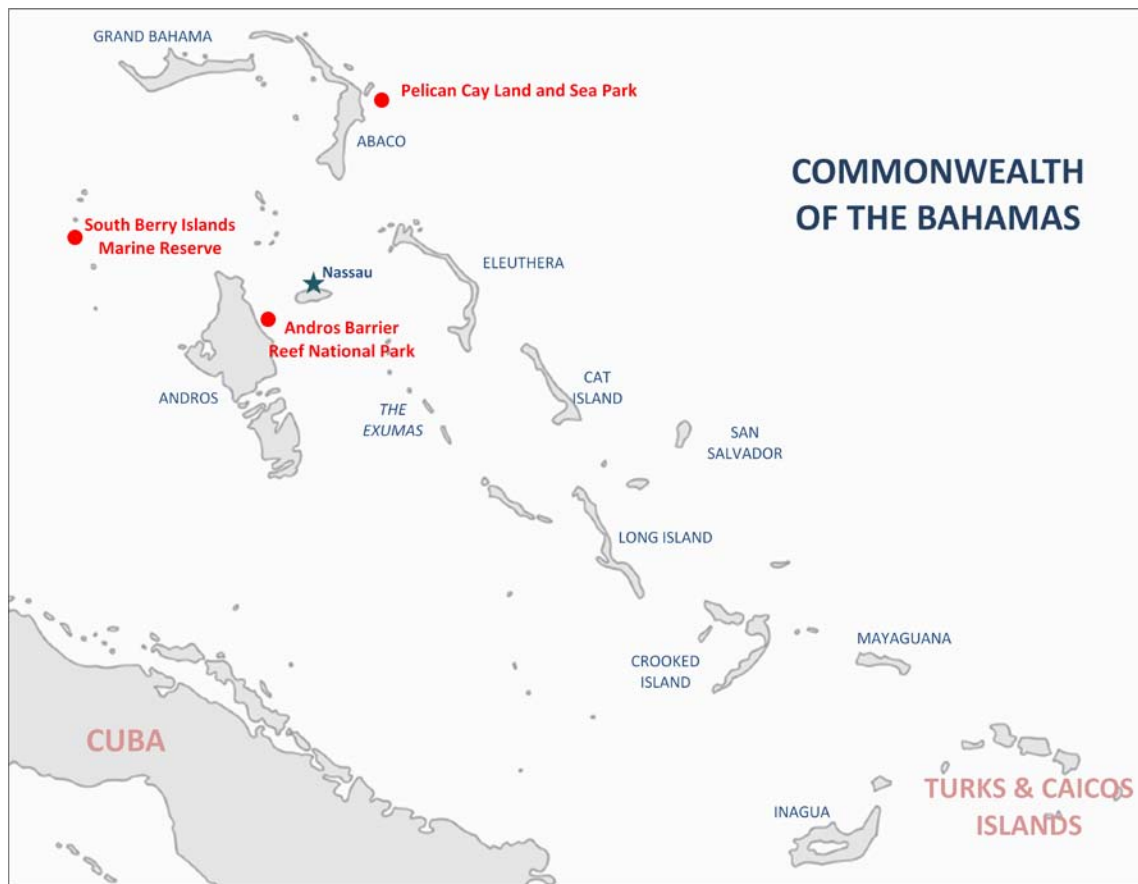 GRAND BAHAMA
Pelican Cay Land and Sea Park
ABACO
COMMONWEALTH
OF THE BAHAMAS
South Berry Islands
Marine Reserve
ELEUTHERA
Nassau
Andros Barrier
Reef National Park
ANDROS
THE
EXUMAS
CAT
ISLAND
SAN
SALVADOR
LONG ISLAND
MAYAGUANA
CROOKED
ISLAND
CUBA
TURKS & CAICOS
ISLANDS
INAGUA